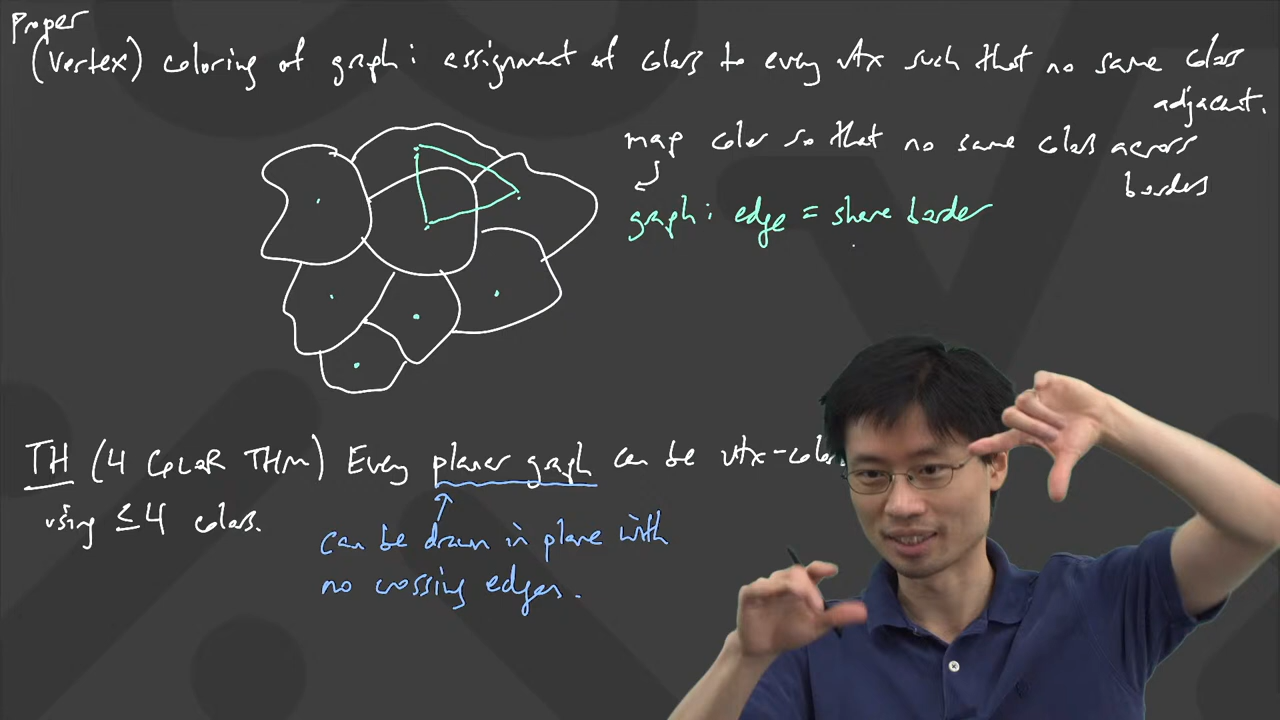 Proper
(Vertex) coloring of graph: assignment of colors to every vtx such that no same colors
adjacent.
map color so that no same colors across
borders
graph: edge = share border
TH (4 COLOR THM) Every planar graph can be vtx-color
using ≤4 colors.
can be drawn in plane with
no crossing edges.